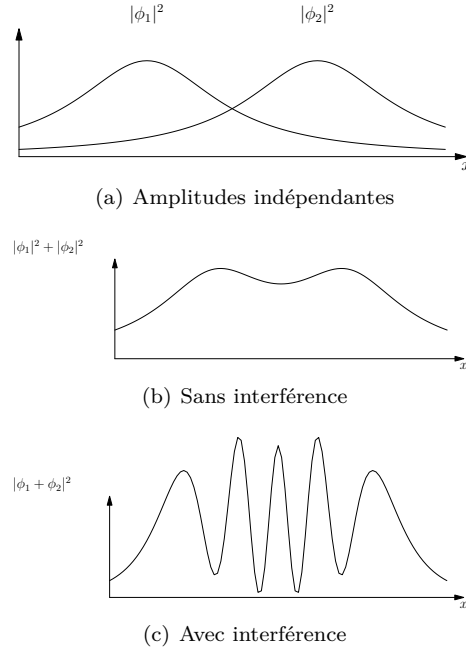 |ϕ₁|² |ϕ₂|²
x
(a) Amplitudes indépendantes
|ϕ₁|² + |ϕ₂|²
x
(b) Sans interférence
|ϕ₁ + ϕ₂|²
x
(c) Avec interférence